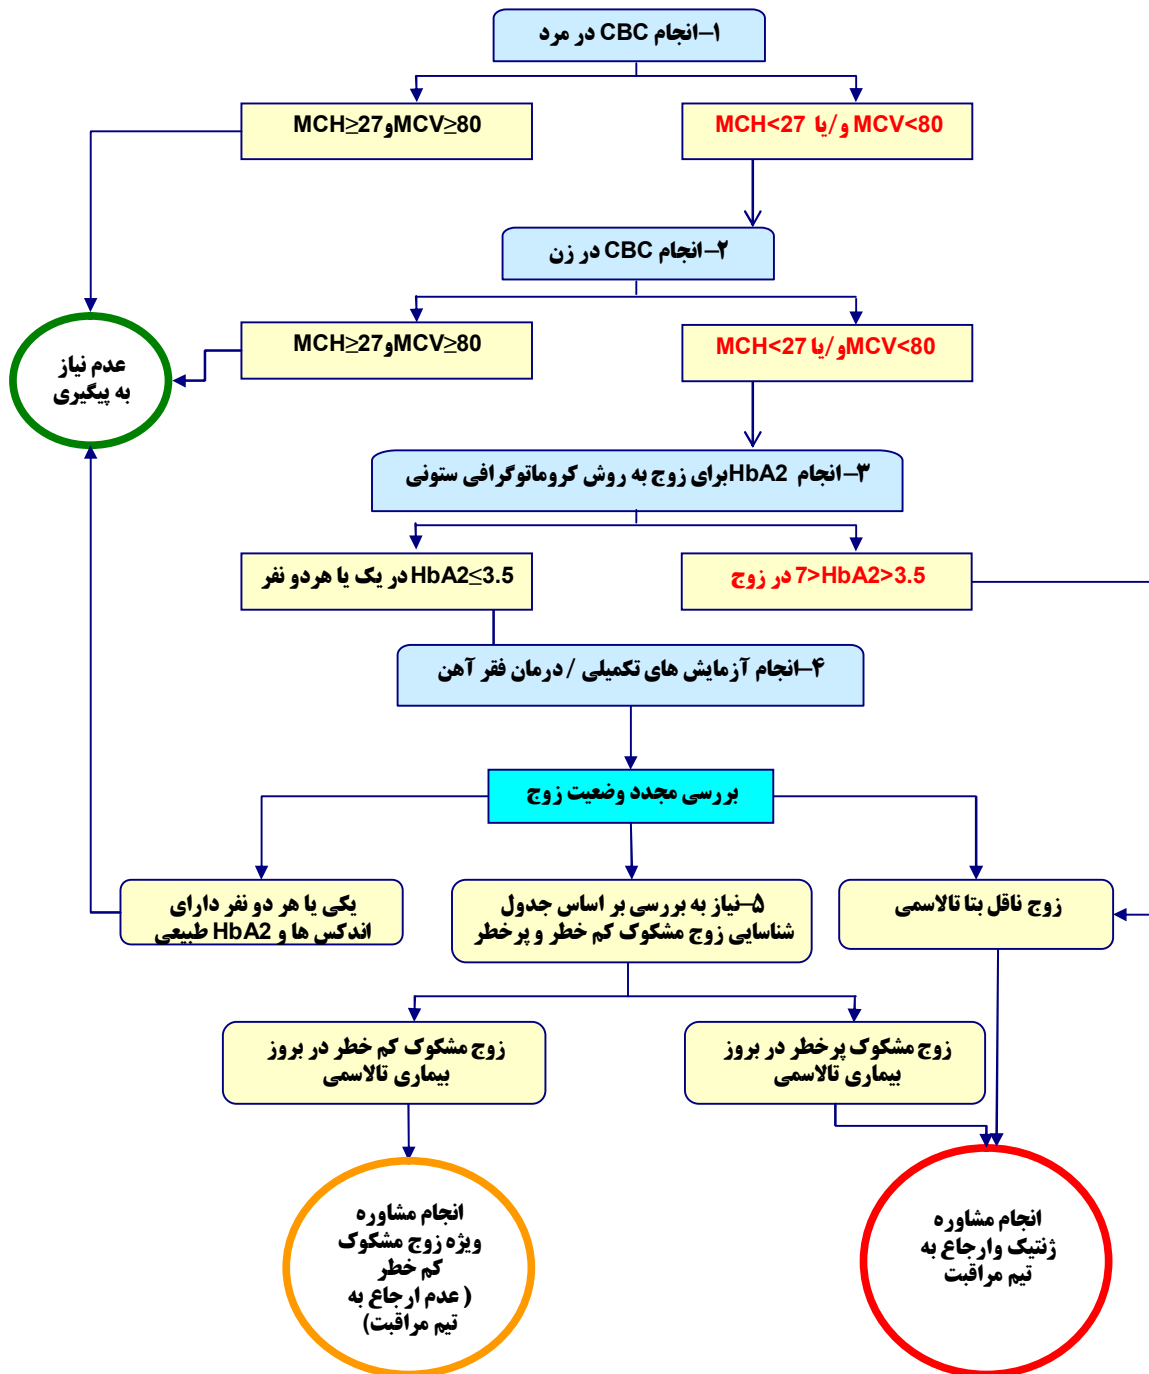 ۱–انجام CBC در مرد
MCH≥27وMCV≥80
MCV<80 و/یا MCH<27
۲–انجام CBC در زن
MCH≥27وMCV≥80
MCV<80و/یا MCH<27
عدم نیاز
به پیگیری
۳–انجام HbA2برای زوج به روش کروماتوگرافی ستونی
HbA2≤3.5 در یک یا هردو نفر
7>HbA2>3.5 در زوج
۴–انجام آزمایش های تکمیلی / درمان فقر آهن
بررسی مجدد وضعیت زوج
زوج ناقل بتا تالاسمی
۵–نیاز به بررسی بر اساس جدول
شناسایی زوج مشکوک کم خطر و پرخطر
یکی یا هر دو نفر دارای
اندکس ها و HbA2 طبیعی
زوج مشکوک پرخطر در بروز
بیماری تالاسمی
زوج مشکوک کم خطر در بروز
بیماری تالاسمی
انجام مشاوره
ژنتیک وارجاع به
تیم مراقبت
انجام مشاوره
ویژه زوج مشکوک
کم خطر
( عدم ارجاع به
تیم مراقبت)